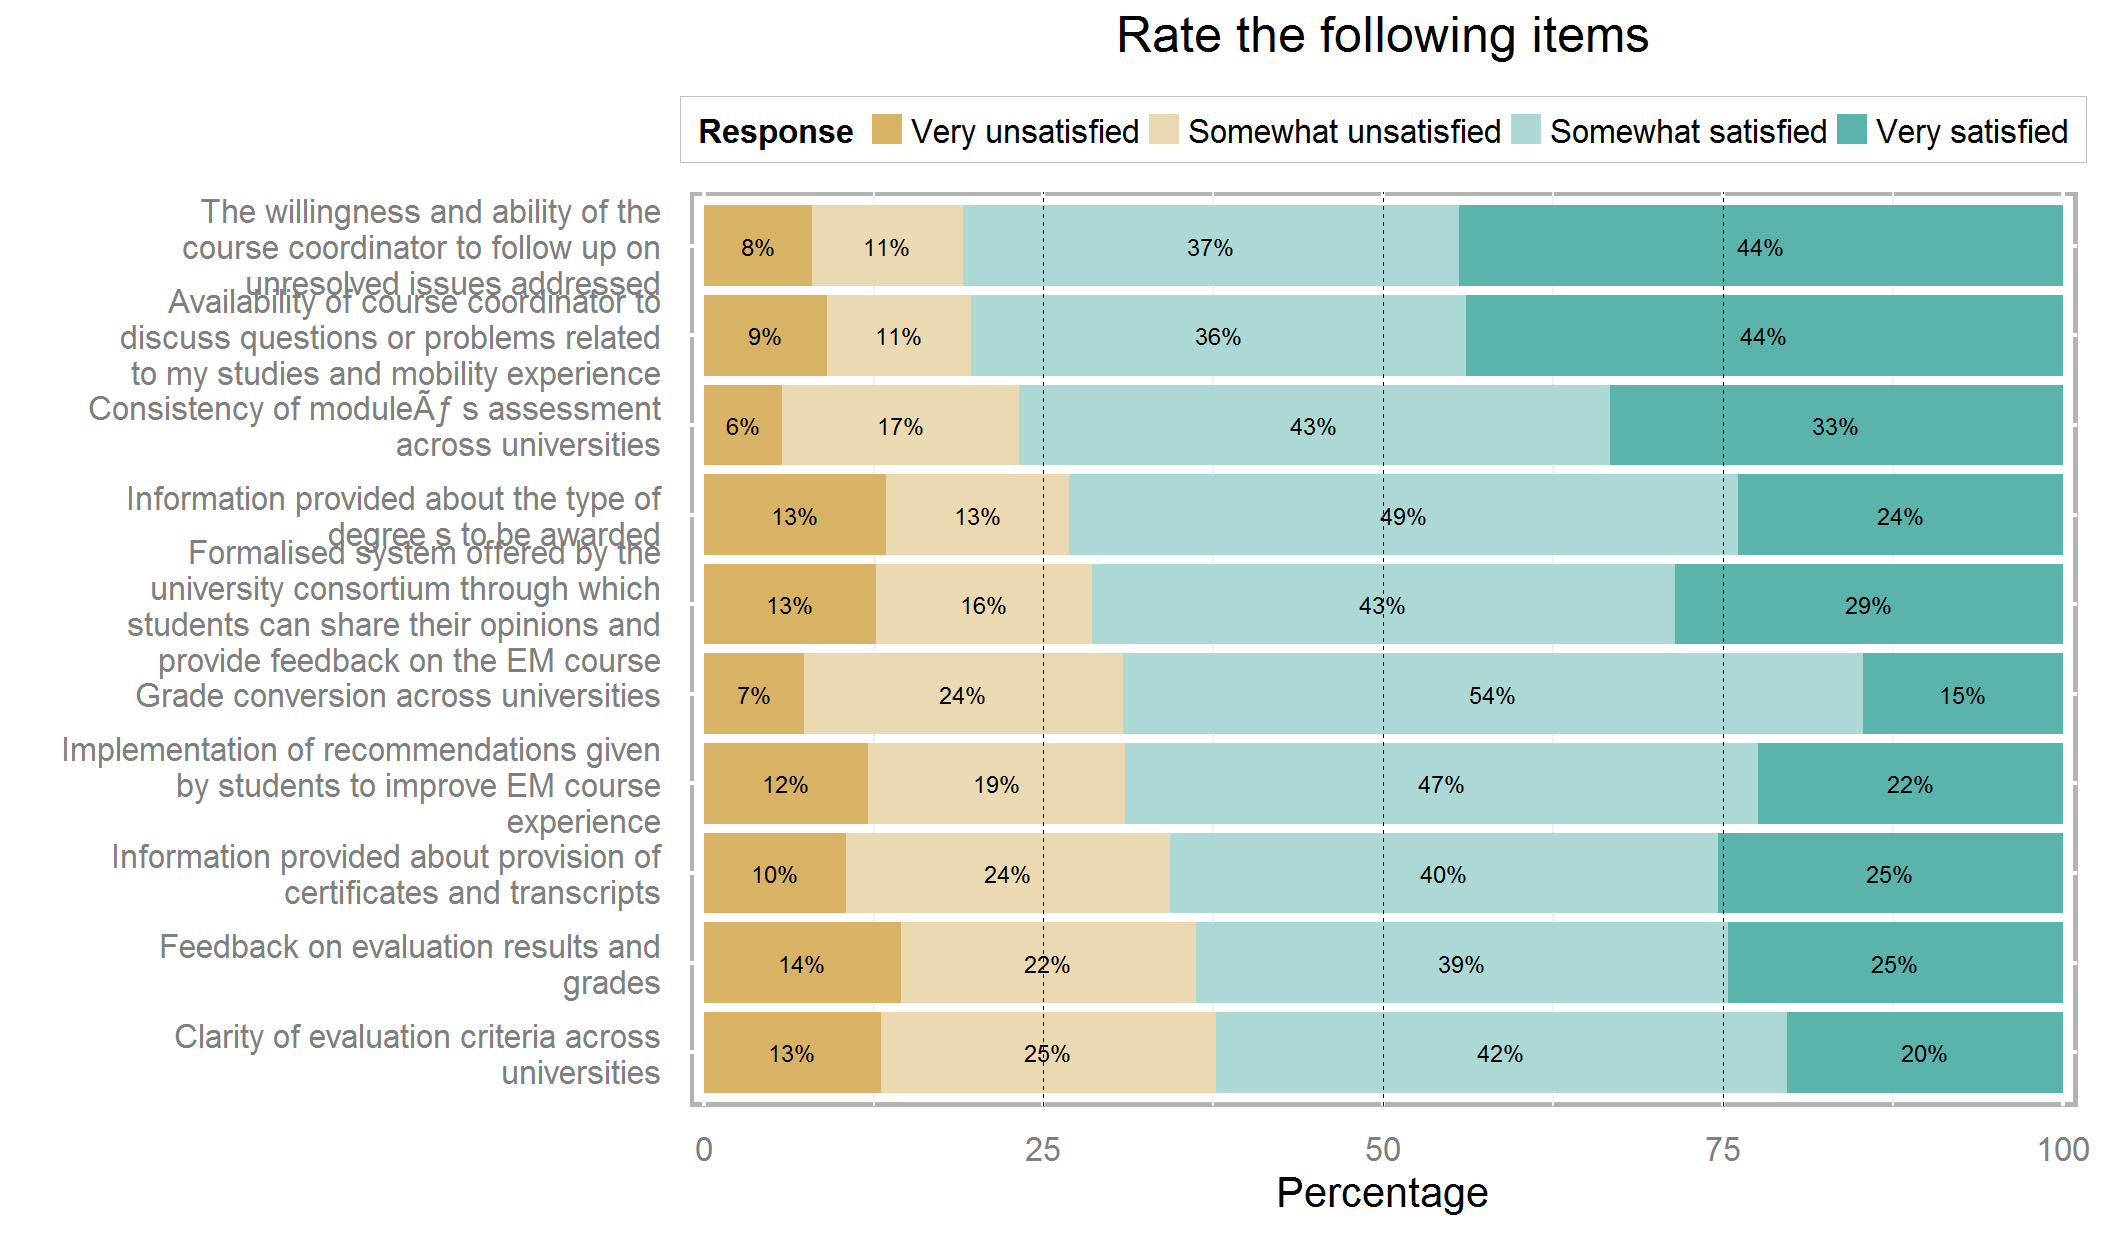 Rate the following items
Response Very unsatisfied Somewhat unsatisfied Somewhat satisfied Very satisfied
The willingness and ability of the
course coordinator to follow up on
unresolved issues addressed
8% 11% 37% 44%
Availability of course coordinator to
discuss questions or problems related
to my studies and mobility experience
9% 11% 36% 44%
Consistency of moduleÃƒ s assessment
across universities
6% 17% 43% 33%
Information provided about the type of
degree s to be awarded
13% 13% 49% 24%
Formalised system offered by the
university consortium through which
students can share their opinions and
provide feedback on the EM course
13% 16% 43% 29%
Grade conversion across universities
7% 24% 54% 15%
Implementation of recommendations given
by students to improve EM course
experience
12% 19% 47% 22%
Information provided about provision of
certificates and transcripts
10% 24% 40% 25%
Feedback on evaluation results and
grades
14% 22% 39% 25%
Clarity of evaluation criteria across
universities
13% 25% 42% 20%
0 25 50 75 100
Percentage